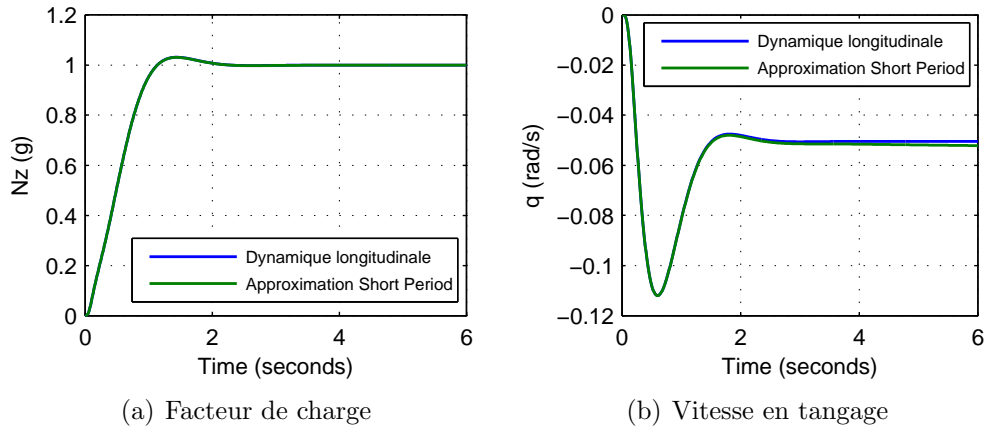 1.2
1
0.8
0.6
0.4
0.2
0
Nz (g)
Dynamique longitudinale
Approximation Short Period
0 2 4 6
Time (seconds)
(a) Facteur de charge
0
−0.02
−0.04
−0.06
−0.08
−0.1
−0.12
q (rad/s)
Dynamique longitudinale
Approximation Short Period
0 2 4 6
Time (seconds)
(b) Vitesse en tangage